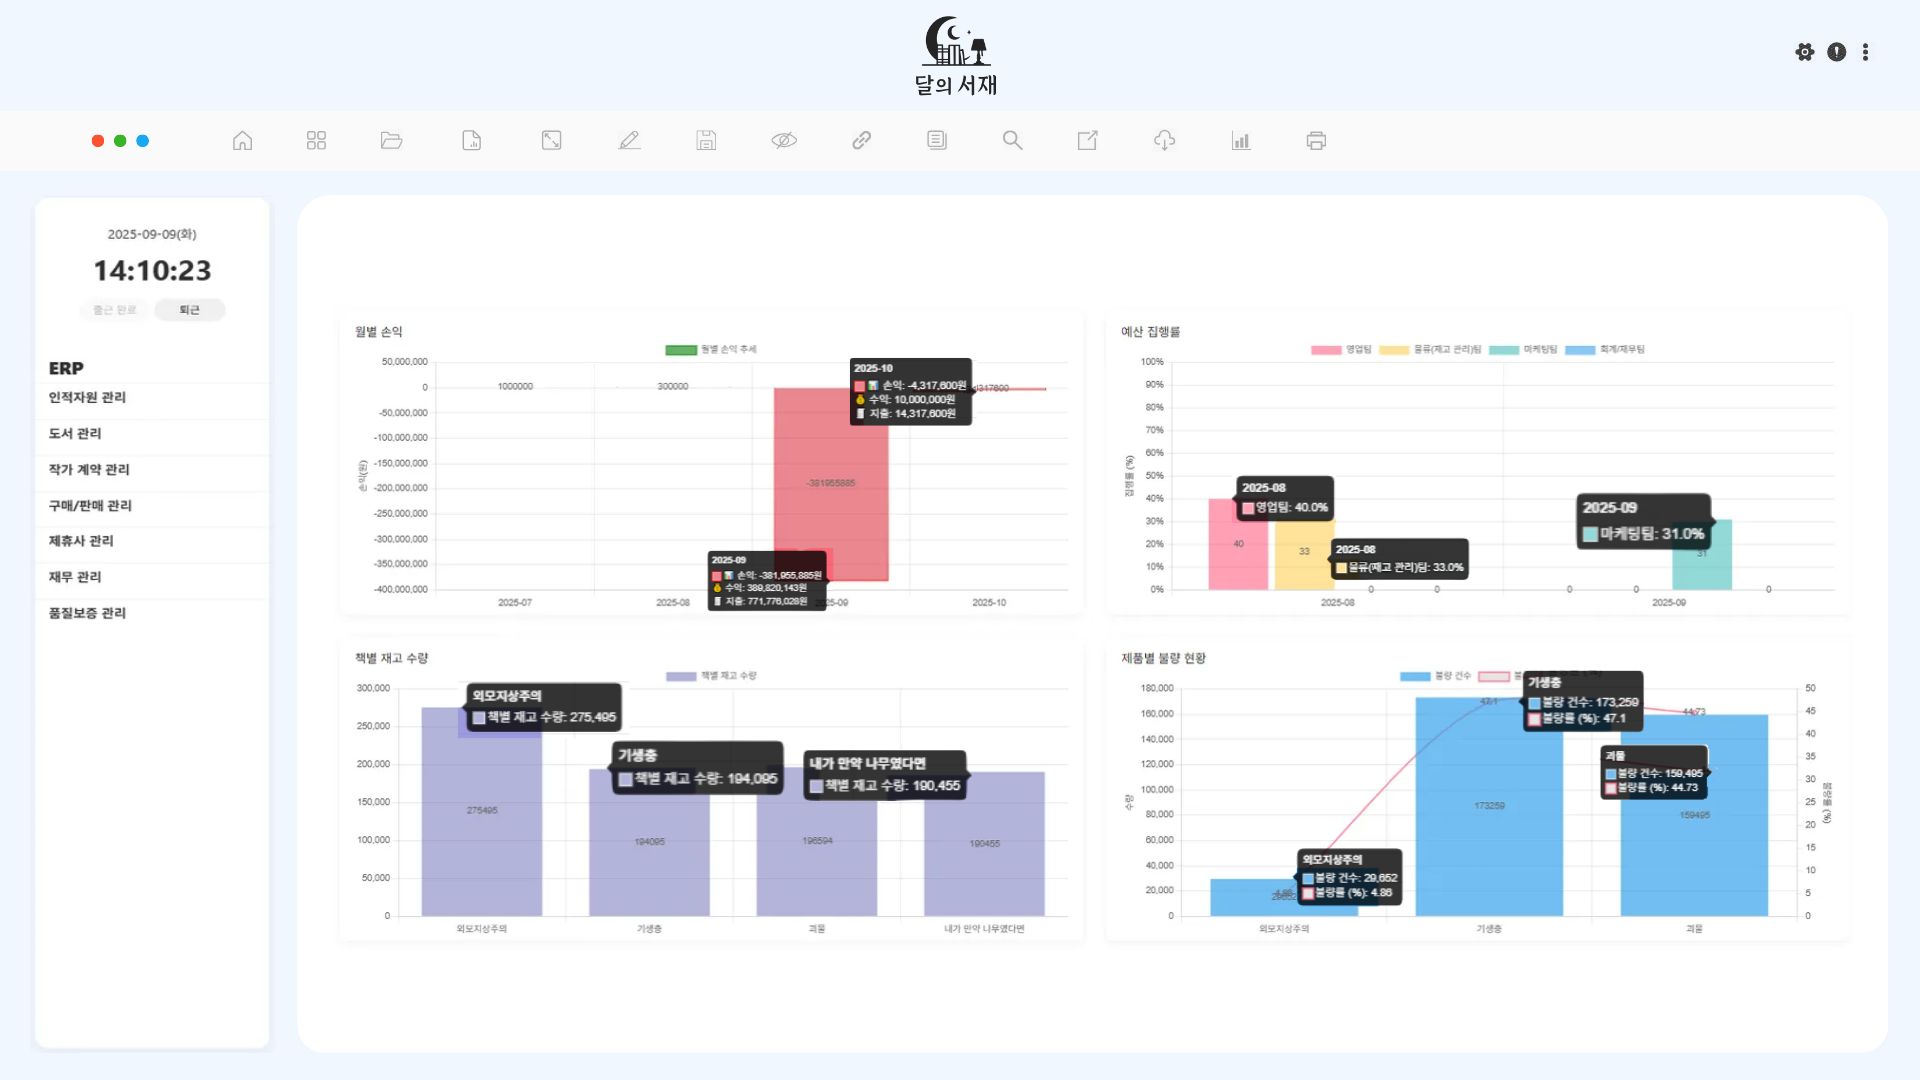 달의 서재
2025-09-09(화)
14:10:23
출근 완료 퇴근
ERP
인적자원 관리
도서 관리
작가 계약 관리
구매/판매 관리
제휴사 관리
재무 관리
품질보증 관리
월별 손익
월별 손익 추세
손익(원)
50,000,000
0
-50,000,000
-100,000,000
-150,000,000
-200,000,000
-250,000,000
-300,000,000
-350,000,000
-400,000,000
1000000
300000
-381955885
2025-10
손익: -4,317,600원
수익: 10,000,000원
지출: 14,317,600원
2025-09
손익: -381,955,885원
수익: 389,820,143원
지출: 771,776,028원
2025-07 2025-08 2025-10
예산 집행률
영업팀 물류(재고 관리)팀 마케팅팀 회계/재무팀
집행률 (%)
100%
90%
80%
70%
60%
50%
40%
30%
20%
10%
0%
2025-08
영업팀: 40.0%
2025-08
물류(재고 관리)팀: 33.0%
2025-09
마케팅팀: 31.0%
40 33 0 0 0 0 31 0
2025-08 2025-09
책별 재고 수량
책별 재고 수량
300,000
250,000
200,000
150,000
100,000
50,000
0
외모지상주의
책별 재고 수량: 275,495
기생충
책별 재고 수량: 194,095
내가 만약 나무였다면
책별 재고 수량: 190,455
275495 194095 196594 190455
외모지상주의 기생충 괴물 내가 만약 나무였다면
제품별 불량 현황
불량 건수
수량
180,000
160,000
140,000
120,000
100,000
80,000
60,000
40,000
20,000
0
기생충
불량 건수: 173,259
불량률 (%): 47.1
괴물
불량 건수: 159,495
불량률 (%): 44.73
외모지상주의
불량 건수: 29,652
불량률 (%): 4.86
47.1 44.73
173259 159495
50
45
40
35
30
25
20
15
10
5
0
불량률 (%)
외모지상주의 기생충 괴물